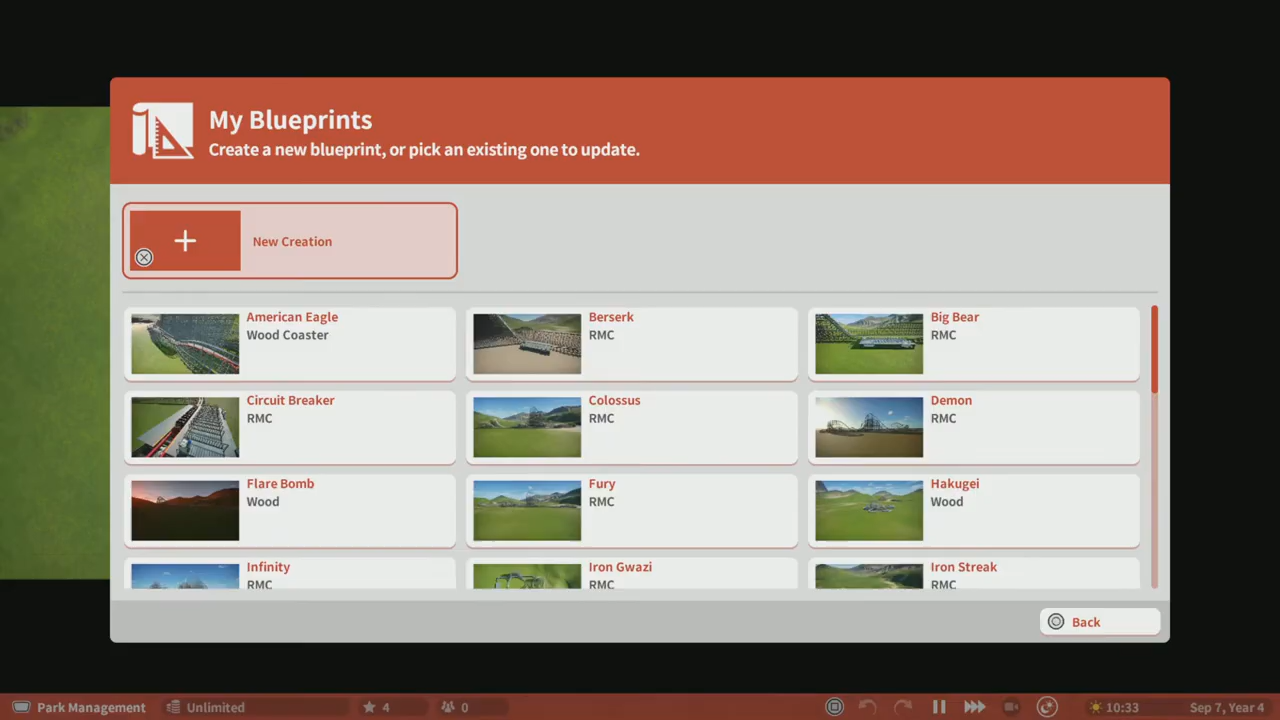 My Blueprints
Create a new blueprint, or pick an existing one to update.
New Creation
American Eagle
Wood Coaster
Berserk
RMC
Big Bear
RMC
Circuit Breaker
RMC
Colossus
RMC
Demon
RMC
Flare Bomb
Wood
Fury
RMC
Hakugei
Wood
Infinity
RMC
Iron Gwazi
RMC
Iron Streak
RMC
Back
Park Management
Unlimited
4
0
10:33
Sep 7, Year 4